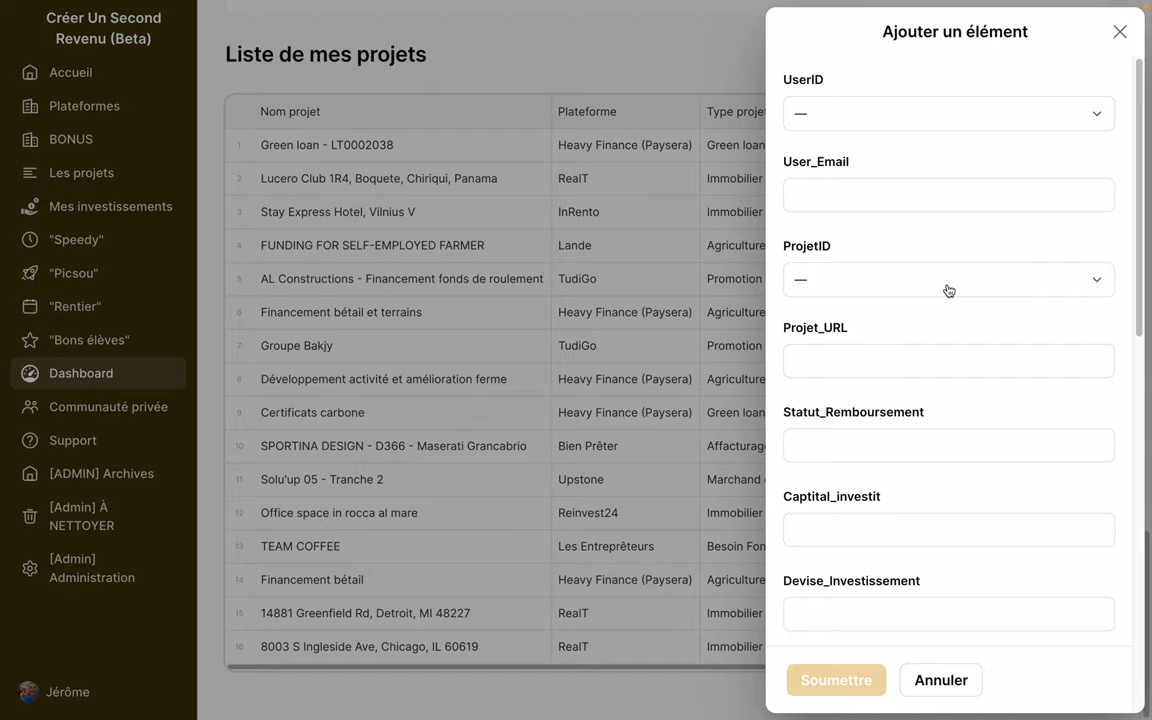 Créer Un Second
Revenu (Beta)
Accueil
Plateformes
BONUS
Les projets
Mes investissements
"Speedy"
"Picsou"
"Rentier"
"Bons élèves"
Dashboard
Communauté privée
Support
[ADMIN] Archives
[Admin] À
NETTOYER
[Admin]
Administration
Jérôme
Liste de mes projets
Nom projet Plateforme Type projet
1 Green loan - LT0002038 Heavy Finance (Paysera) Green loan
2 Lucero Club 1R4, Boquete, Chiriqui, Panama RealT Immobilier
3 Stay Express Hotel, Vilnius V InRento Immobilier
4 FUNDING FOR SELF-EMPLOYED FARMER Lande Agriculture
5 AL Constructions - Financement fonds de roulement TudiGo Promotion
6 Financement bétail et terrains Heavy Finance (Paysera) Agriculture
7 Groupe Bakjy TudiGo Promotion
8 Développement activité et amélioration ferme Heavy Finance (Paysera) Agriculture
9 Certificats carbone Heavy Finance (Paysera) Green loan
10 SPORTINA DESIGN - D366 - Maserati Grancabrio Bien Prêter Affacturag
11 Solu'up 05 - Tranche 2 Upstone Marchand
12 Office space in rocca al mare Reinvest24 Immobilier
13 TEAM COFFEE Les Entreprêteurs Besoin Fon
14 Financement bétail Heavy Finance (Paysera) Agriculture
15 14881 Greenfield Rd, Detroit, MI 48227 RealT Immobilier
16 8003 S Ingleside Ave, Chicago, IL 60619 RealT Immobilier
Ajouter un élément
UserID
—
User_Email
ProjetID
—
Projet_URL
Statut_Remboursement
Captital_investit
Devise_Investissement
Soumettre Annuler